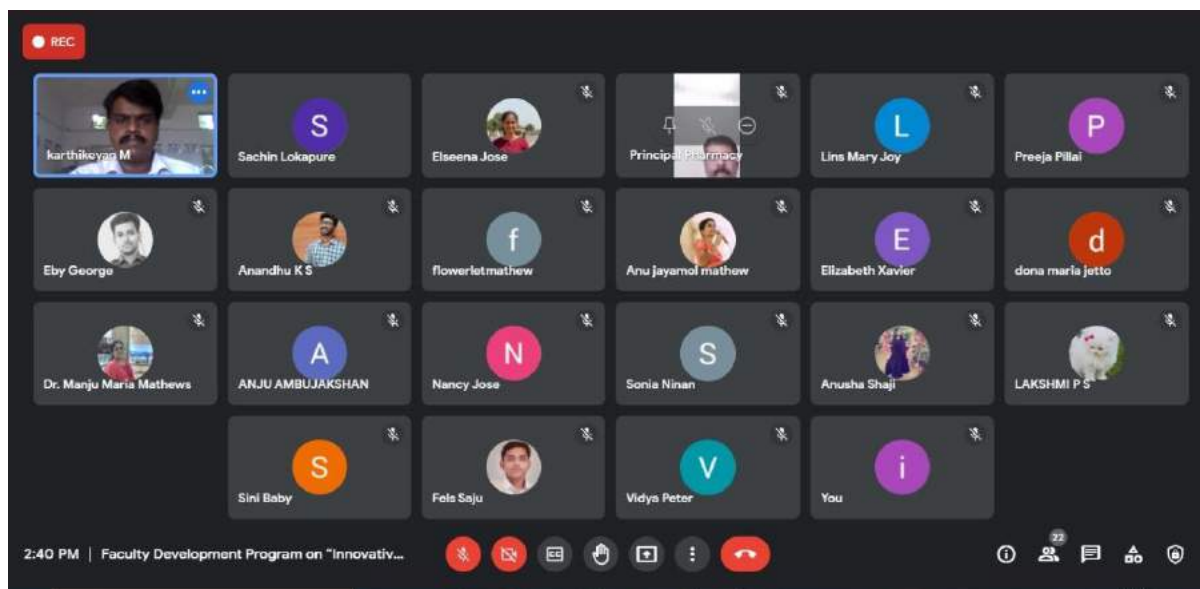 REC
karthikeyan M
S
Sachin Lokapure
Elseena Jose
Principal Pharmacy
L
Lins Mary Joy
P
Preeja Pillai
Eby George
Anandhu K S
f
flowerletmathew
Anu jayamol mathew
E
Elizabeth Xavier
d
dona maria jetto
Dr. Manju Maria Mathews
A
ANJU AMBUJAKSHAN
N
Nancy Jose
S
Sonia Ninan
Anusha Shaji
LAKSHMI P S
S
Sini Baby
Fels Saju
V
Vidya Peter
i
You
2:40 PM | Faculty Development Program on "Innovativ...
CC
22